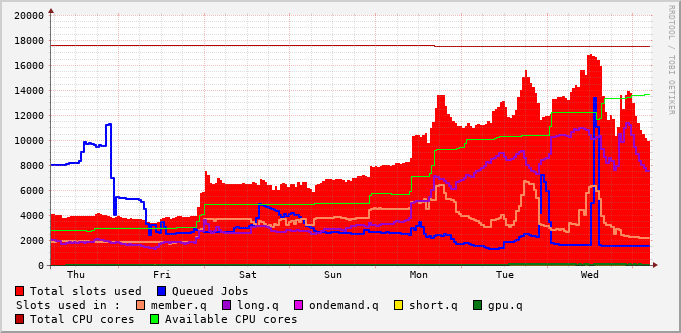 20000
18000
16000
14000
12000
10000
8000
6000
4000
2000
0
Thu Fri Sat Sun Mon Tue Wed
RRDTOOL / TOBI OETIKER
Total slots used Queued Jobs
Slots used in : member.q long.q ondemand.q short.q gpu.q
Total CPU cores Available CPU cores